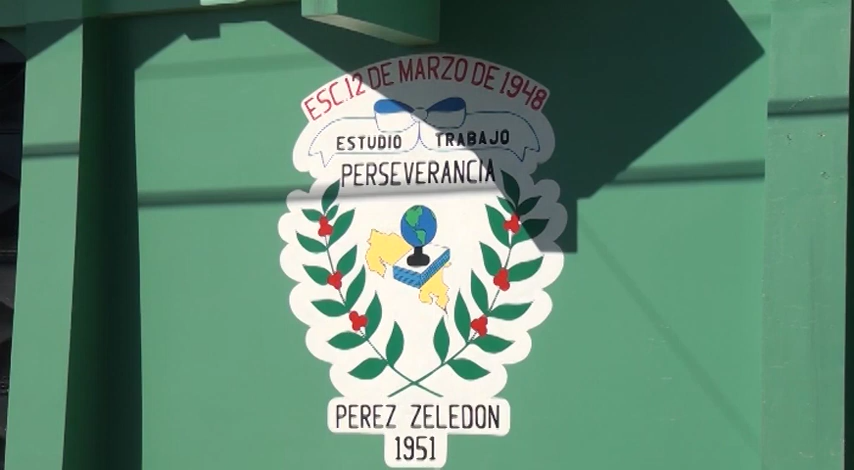 ESC.12 DE MARZO DE 1948
ESTUDIO TRABAJO
PERSEVERANCIA
PEREZ ZELEDON
1951